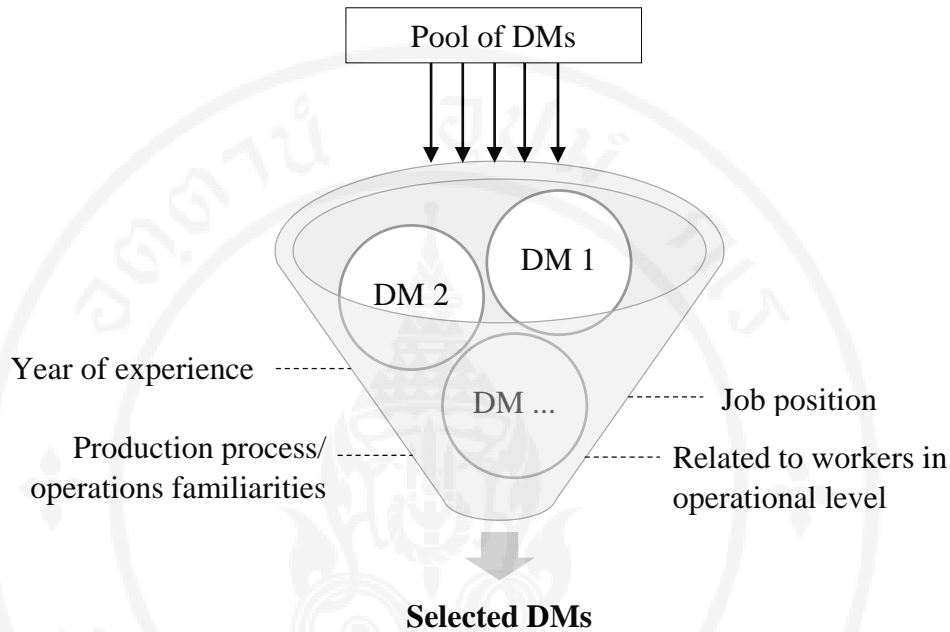 Pool of DMs
DM 1
DM 2
DM ...
Year of experience
Job position
Production process/
operations familiarities
Related to workers in
operational level
Selected DMs